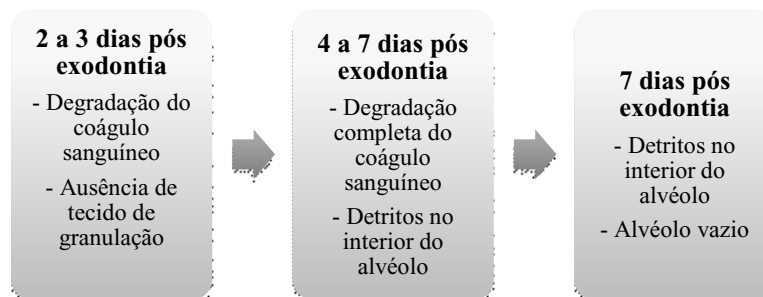 2 a 3 dias pós
exodontia
- Degradação do
coágulo
sanguíneo
- Ausência de
tecido de
granulação
4 a 7 dias pós
exodontia
- Degradação
completa do
coágulo
sanguíneo
- Detritos no
interior do
alvéolo
7 dias pós
exodontia
- Detritos no
interior do
alvéolo
- Alvéolo vazio